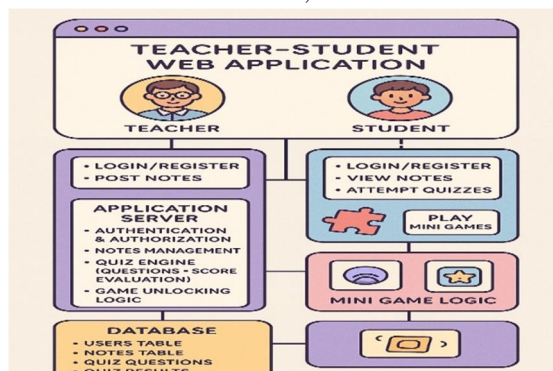 TEACHER-STUDENT
WEB APPLICATION
TEACHER
STUDENT
• LOGIN/REGISTER
• POST NOTES
APPLICATION
SERVER
• AUTHENTICATION
& AUTHORIZATION
• NOTES MANAGEMENT
• QUIZ ENGINE
(QUESTIONS - SCORE
EVALUATION)
• GAME UNLOCKING
LOGIC
• LOGIN/REGISTER
• VIEW NOTES
• ATTEMPT QUIZZES
PLAY
MINI GAMES
MINI GAME LOGIC
DATABASE
• USERS TABLE
• NOTES TABLE
• QUIZ QUESTIONS
• QUIZ RESULTS